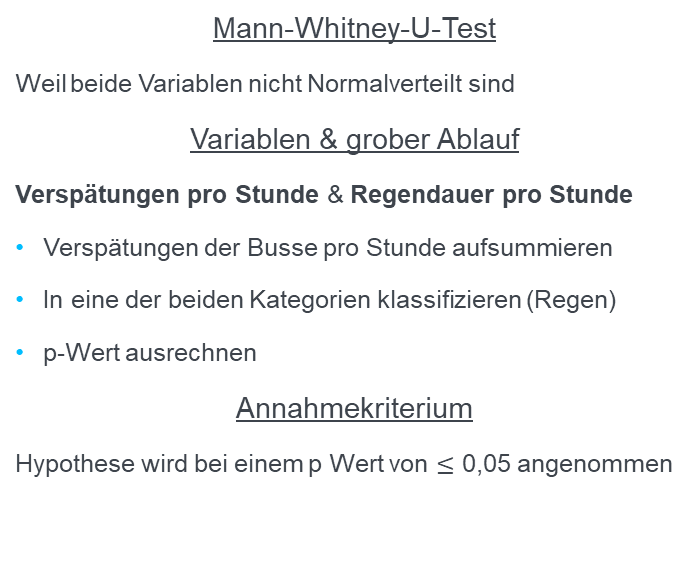 Mann-Whitney-U-Test
Weil beide Variablen nicht Normalverteilt sind
Variablen & grober Ablauf
Verspätungen pro Stunde & Regendauer pro Stunde
• Verspätungen der Busse pro Stunde aufsummieren
• In eine der beiden Kategorien klassifizieren (Regen)
• p-Wert ausrechnen
Annahmekriterium
Hypothese wird bei einem p Wert von ≤ 0,05 angenommen